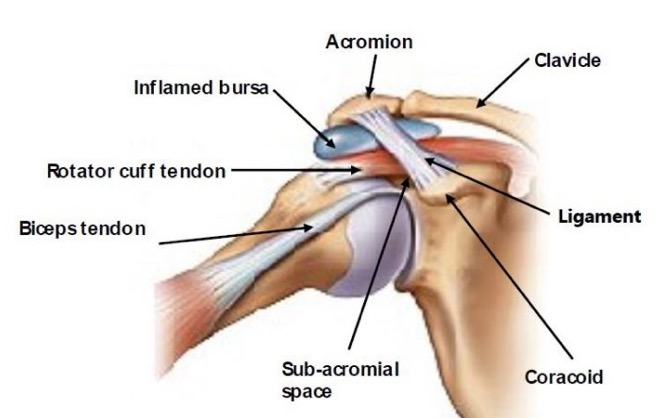 Acromion
Clavicle
Inflamed bursa
Rotator cuff tendon
Biceps tendon
Ligament
Sub-acromial
space
Coracoid